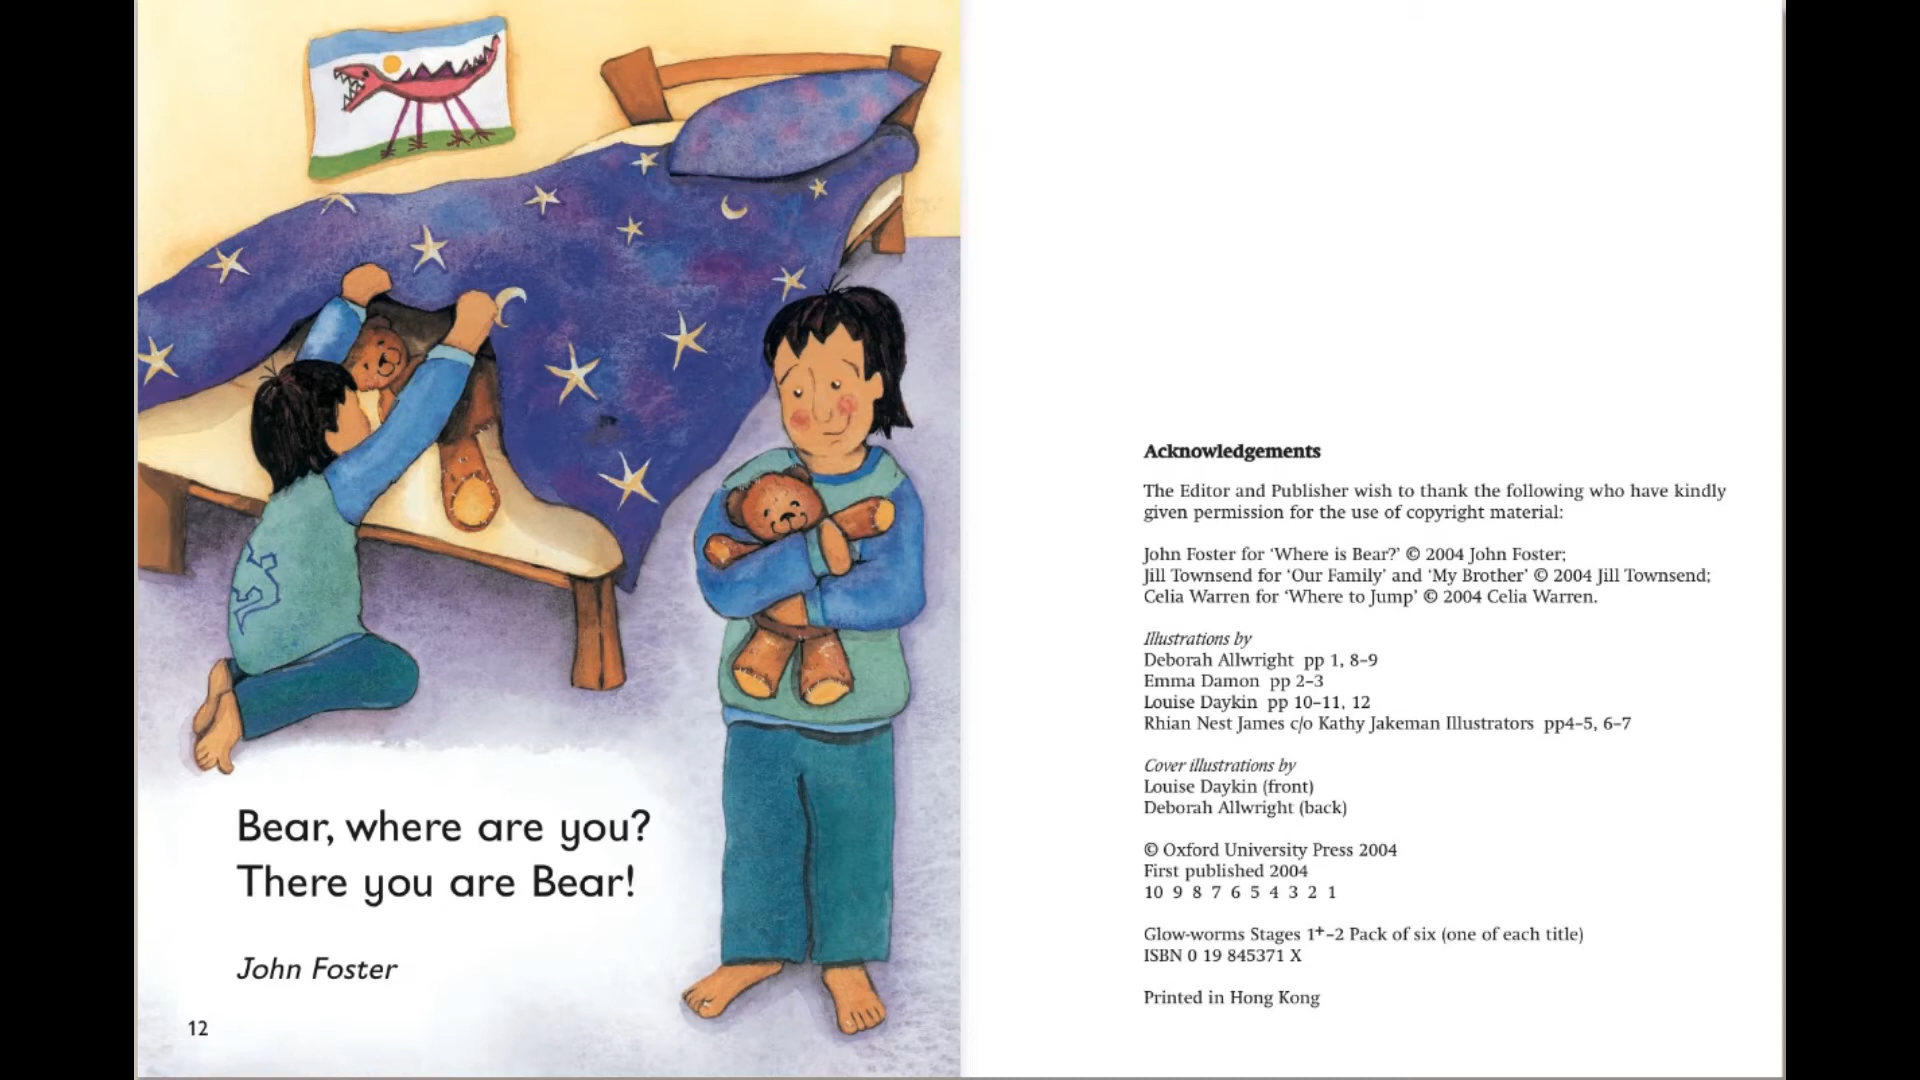 Bear, where are you?
There you are Bear!
John Foster
12
Acknowledgements
The Editor and Publisher wish to thank the following who have kindly
given permission for the use of copyright material:
John Foster for ‘Where is Bear?’ © 2004 John Foster;
Jill Townsend for ‘Our Family’ and ‘My Brother’ © 2004 Jill Townsend;
Celia Warren for ‘Where to Jump’ © 2004 Celia Warren.
Illustrations by
Deborah Allwright pp 1, 8–9
Emma Damon pp 2–3
Louise Daykin pp 10–11, 12
Rhian Nest James c/o Kathy Jakeman Illustrators pp4–5, 6–7
Cover illustrations by
Louise Daykin (front)
Deborah Allwright (back)
© Oxford University Press 2004
First published 2004
10 9 8 7 6 5 4 3 2 1
Glow-worms Stages 1⁺–2 Pack of six (one of each title)
ISBN 0 19 845371 X
Printed in Hong Kong